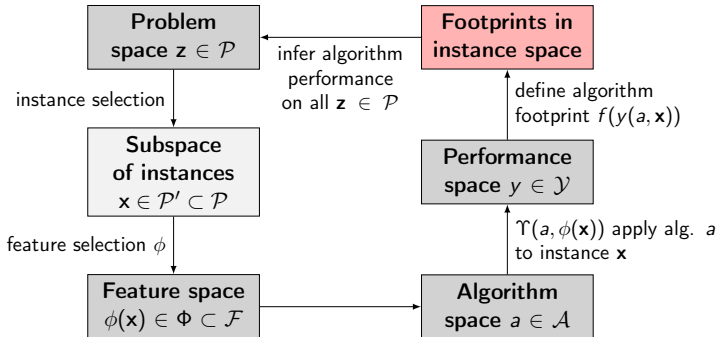 Problem
space z ∈ 𝒫
Footprints in
instance space
infer algorithm
performance
on all z ∈ 𝒫
instance selection
define algorithm
footprint f(y(a, x))
Subspace
of instances
x ∈ 𝒫′ ⊂ 𝒫
Performance
space y ∈ 𝒴
feature selection ϕ
ϒ(a, ϕ(x)) apply alg. a
to instance x
Feature space
ϕ(x) ∈ Φ ⊂ ℱ
Algorithm
space a ∈ 𝒜